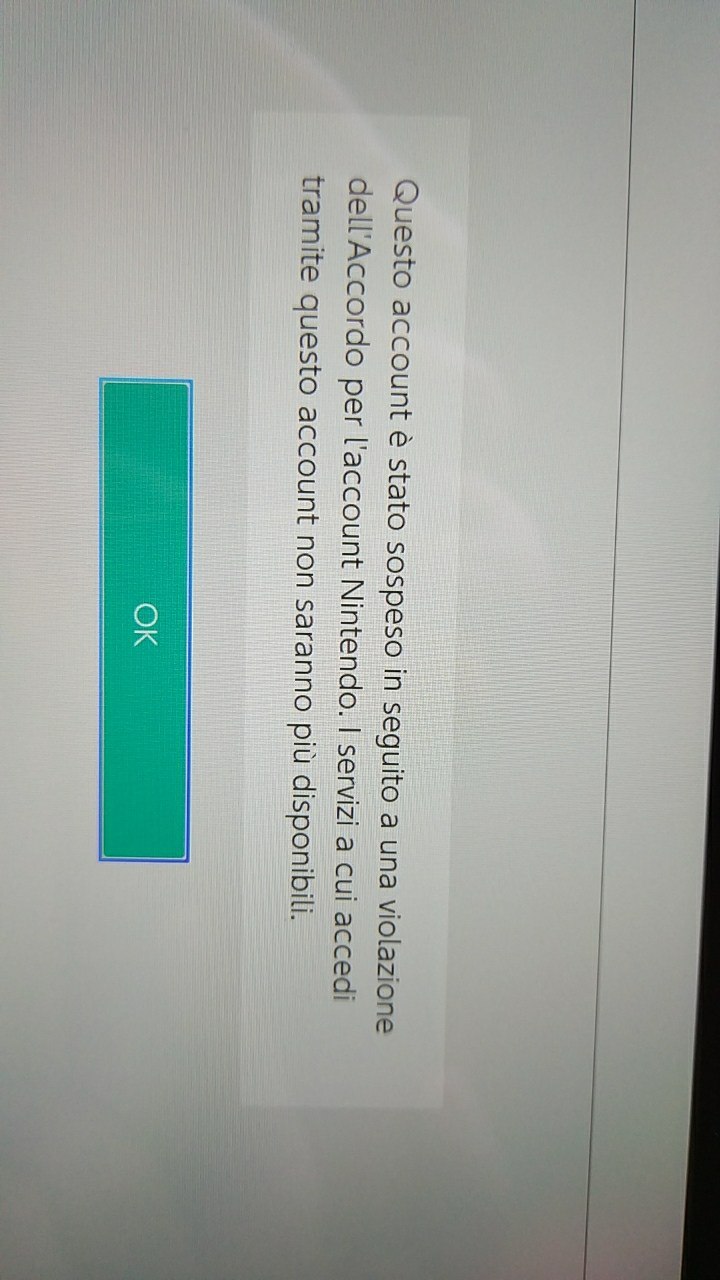 Questo account è stato sospeso in seguito a una violazione
dell'Accordo per l'account Nintendo. I servizi a cui accedi
tramite questo account non saranno più disponibili.
OK